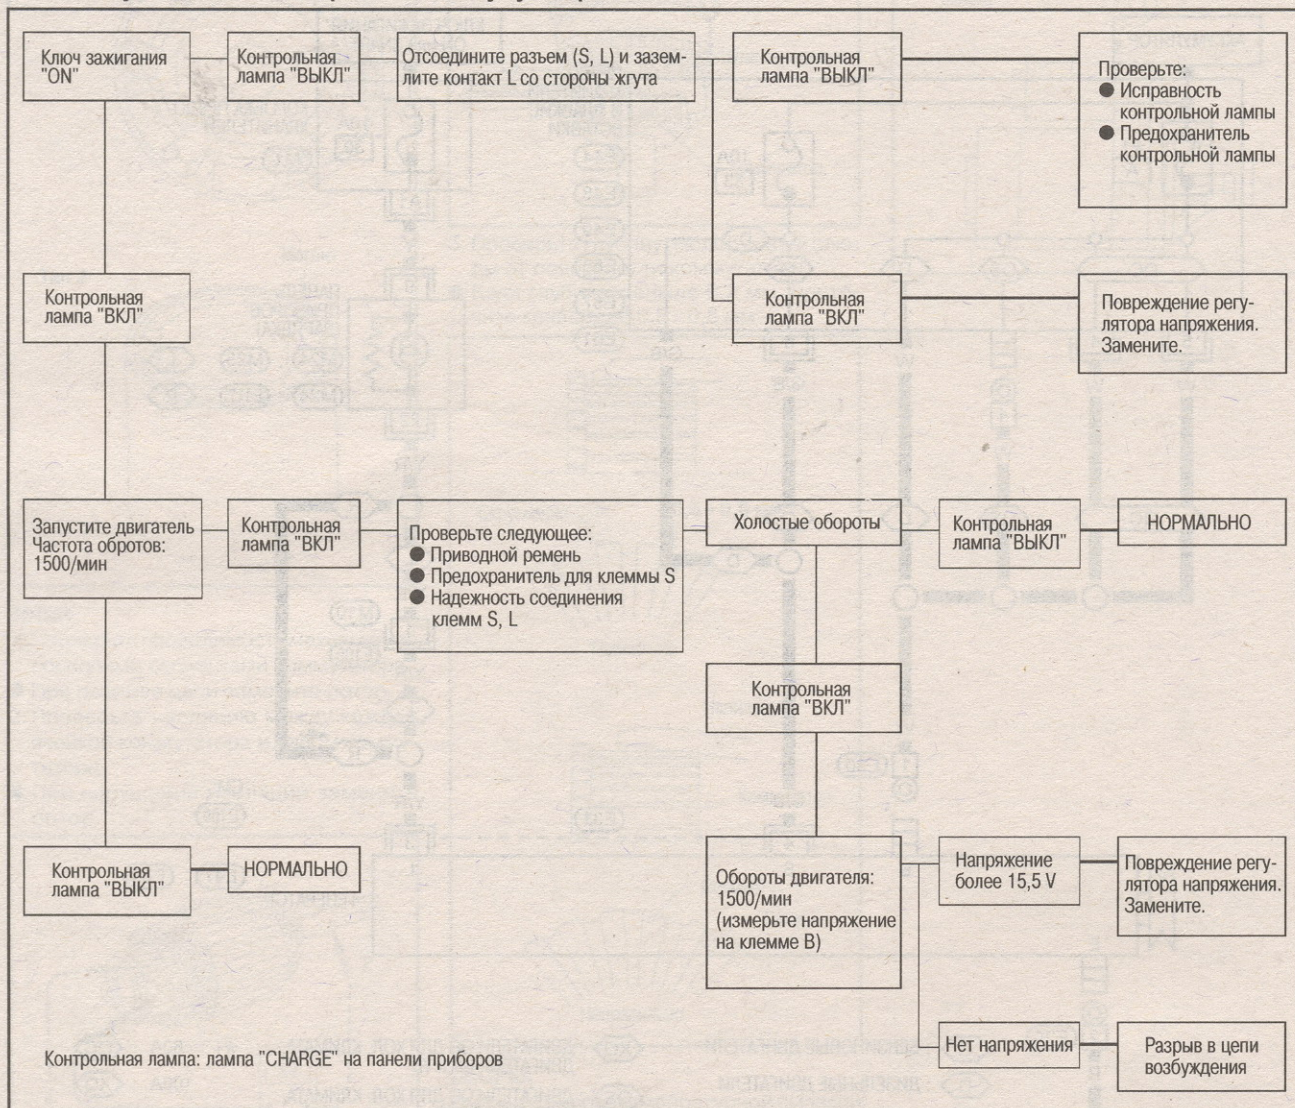 Ключ зажигания
"ON"
Контрольная
лампа "ВЫКЛ"
Отсоедините разъем (S, L) и зазем-
лите контакт L со стороны жгута
Контрольная
лампа "ВЫКЛ"
Проверьте:
● Исправность
контрольной лампы
● Предохранитель
контрольной лампы
Контрольная
лампа "ВКЛ"
Контрольная
лампа "ВКЛ"
Повреждение регу-
лятора напряжения.
Замените.
Запустите двигатель
Частота обротов:
1500/мин
Контрольная
лампа "ВКЛ"
Проверьте следующее:
● Приводной ремень
● Предохранитель для клеммы S
● Надежность соединения
клемм S, L
Холостые обороты
Контрольная
лампа "ВЫКЛ"
НОРМАЛЬНО
Контрольная
лампа "ВКЛ"
Контрольная
лампа "ВЫКЛ"
НОРМАЛЬНО
Обороты двигателя:
1500/мин
(измерьте напряжение
на клемме B)
Напряжение
более 15,5 V
Повреждение регу-
лятора напряжения.
Замените.
Нет напряжения
Разрыв в цепи
возбуждения
Контрольная лампа: лампа "CHARGE" на панели приборов